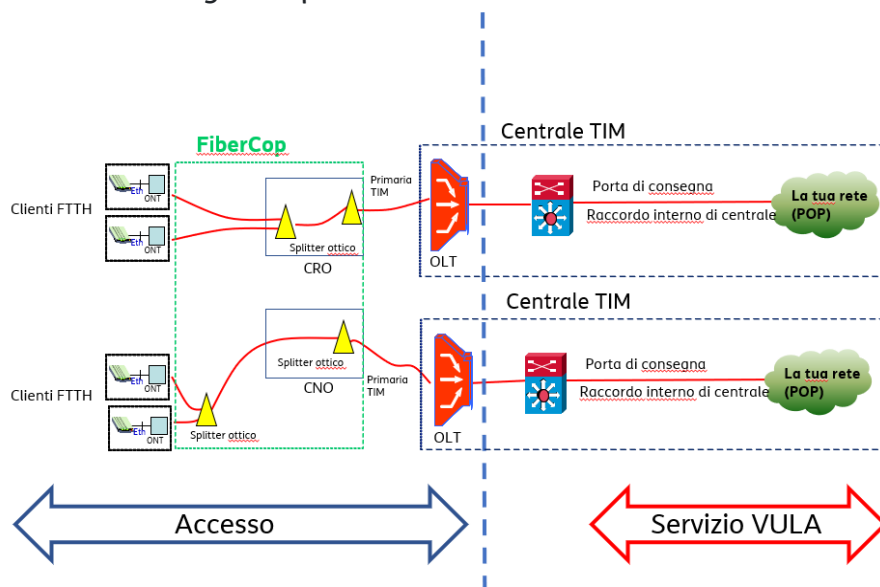 Centrale TIM
FiberCop
Eth
ONT
Clienti FTTH
Eth
ONT
Splitter ottico
CRO
Primaria
TIM
OLT
Porta di consegna
Raccordo interno di centrale
La tua rete
(POP)
Centrale TIM
Eth
ONT
Clienti FTTH
Eth
ONT
Splitter ottico
Splitter ottico
CNO
Primaria
TIM
OLT
Porta di consegna
Raccordo interno di centrale
La tua rete
(POP)
Accesso
Servizio VULA